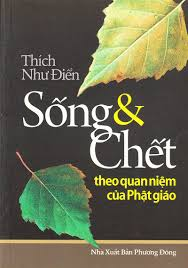 Thích
Như Điển
Sống &
Chết
theo quan niệm
của Phật giáo
Nhà Xuất Bản Phương Đông